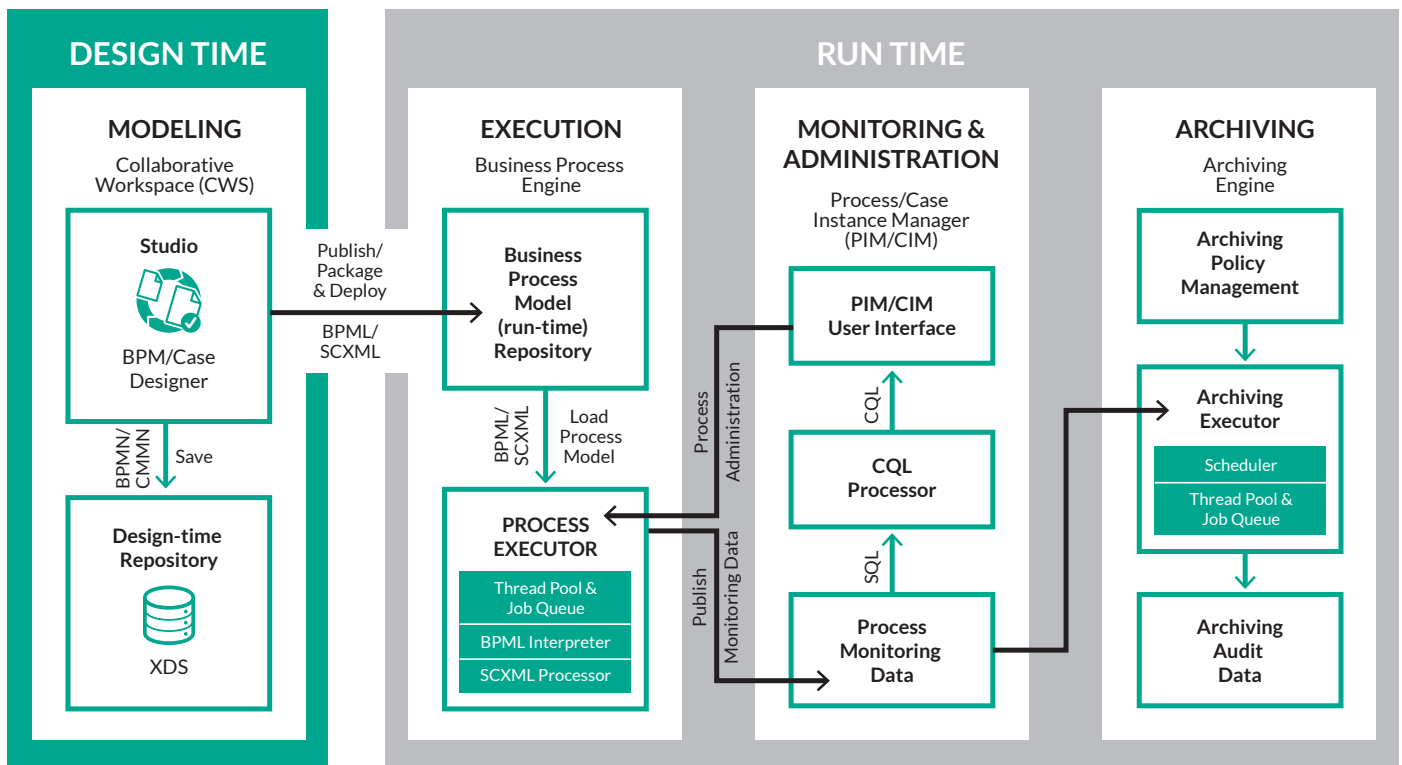 DESIGN TIME
MODELING
Collaborative
Workspace (CWS)
Studio
BPM/Case
Designer
BPMN/
CMMN
Save
Design-time
Repository
XDS
Publish/
Package
& Deploy
BPML/
SCXML
RUN TIME
EXECUTION
Business Process
Engine
Business
Process
Model
(run-time)
Repository
BPML/
SCXML
Load
Process
Model
PROCESS
EXECUTOR
Thread Pool &
Job Queue
BPML Interpreter
SCXML Processor
Process
Administration
Publish
Monitoring Data
MONITORING &
ADMINISTRATION
Process/Case
Instance Manager
(PIM/CIM)
PIM/CIM
User Interface
CQL
CQL
Processor
SQL
Process
Monitoring
Data
ARCHIVING
Archiving
Engine
Archiving
Policy
Management
Archiving
Executor
Scheduler
Thread Pool &
Job Queue
Archiving
Audit
Data